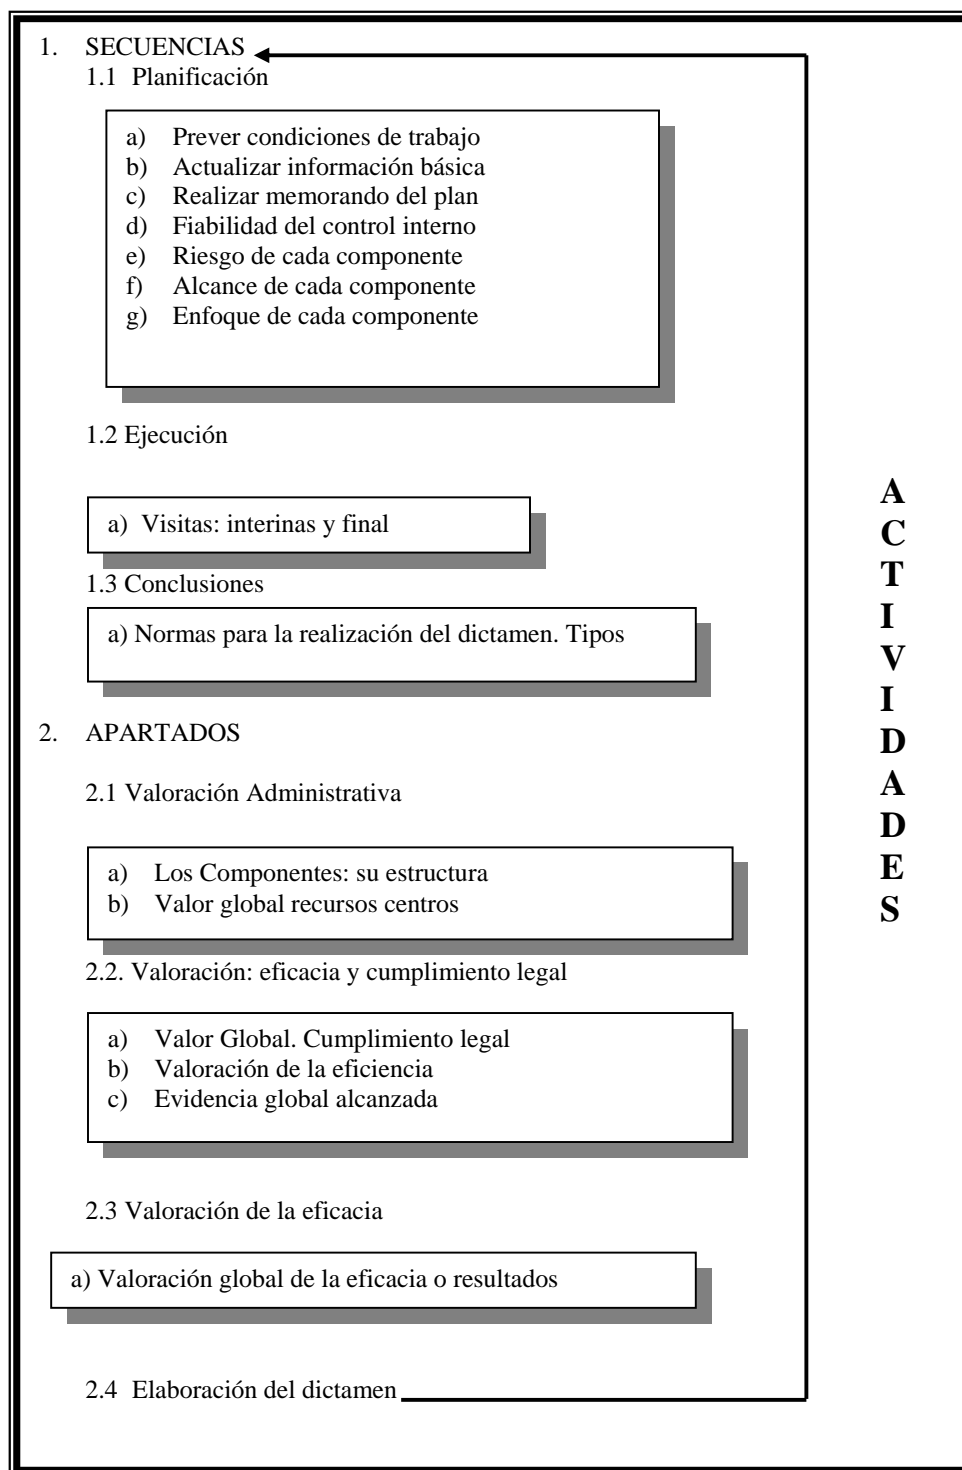 1. SECUENCIAS
1.1 Planificación
a) Prever condiciones de trabajo
b) Actualizar información básica
c) Realizar memorando del plan
d) Fiabilidad del control interno
e) Riesgo de cada componente
f) Alcance de cada componente
g) Enfoque de cada componente
1.2 Ejecución
a) Visitas: interinas y final
1.3 Conclusiones
a) Normas para la realización del dictamen. Tipos
2. APARTADOS
2.1 Valoración Administrativa
a) Los Componentes: su estructura
b) Valor global recursos centros
2.2. Valoración: eficacia y cumplimiento legal
a) Valor Global. Cumplimiento legal
b) Valoración de la eficiencia
c) Evidencia global alcanzada
2.3 Valoración de la eficacia
a) Valoración global de la eficacia o resultados
2.4 Elaboración del dictamen
A
C
T
I
V
I
D
A
D
E
S